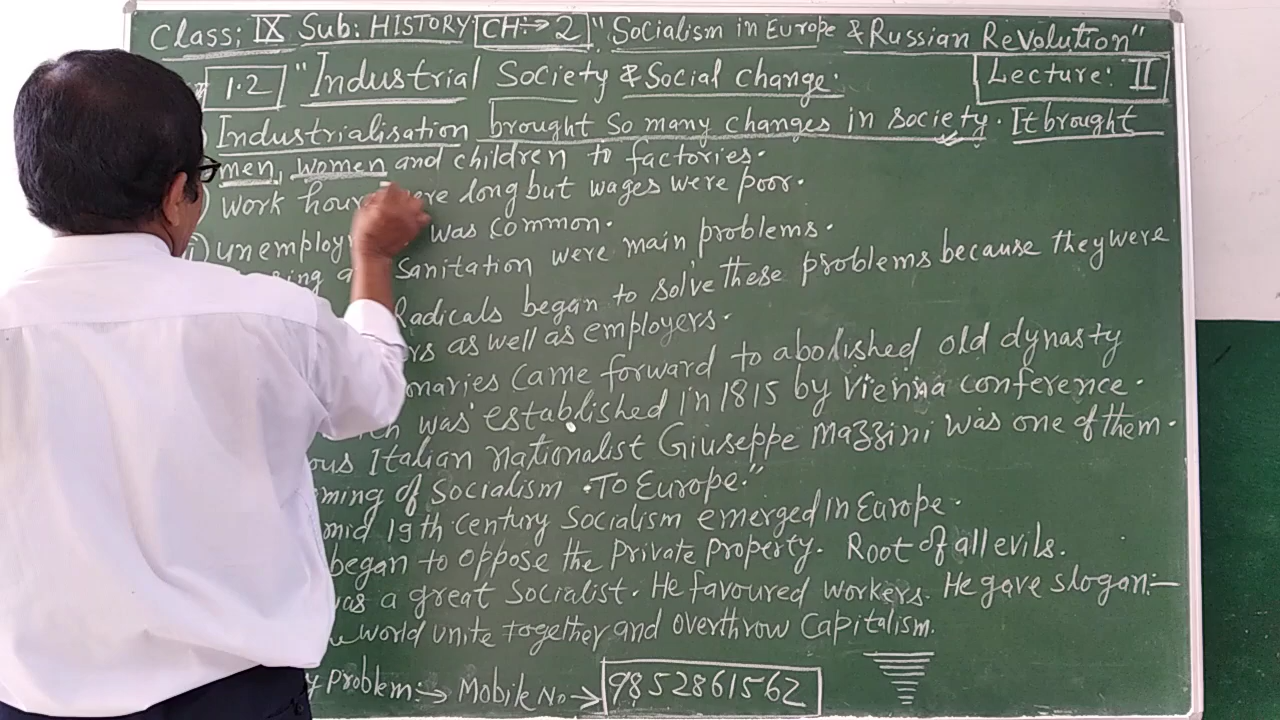 Class; IX Sub: HISTORY CH:→ 2 "Socialism in Europe & Russian Revolution"
1.2 "Industrial Society & Social Change. Lecture: II
Industrialisation brought so many changes in society. It brought
men, women and children to factories.
work hour were long but wages were poor.
unemploy was common.
Sanitation were main problems.
Radicals began to solve these problems because they were
rs as well as employers.
onaries came forward to abolished old dynasty
was established in 1815 by Vienna conference.
ous Italian nationalist Giuseppe Mazzini was one of them.
ming of Socialism To Europe."
mid 19th Century Socialism emerged in Europe.
began to oppose the Private Property. Root of all evils.
as a great Socialist. He favoured workers. He gave slogan:—
world unite together and overthrow Capitalism.
y Problem:→ Mobile No→ 9852861562